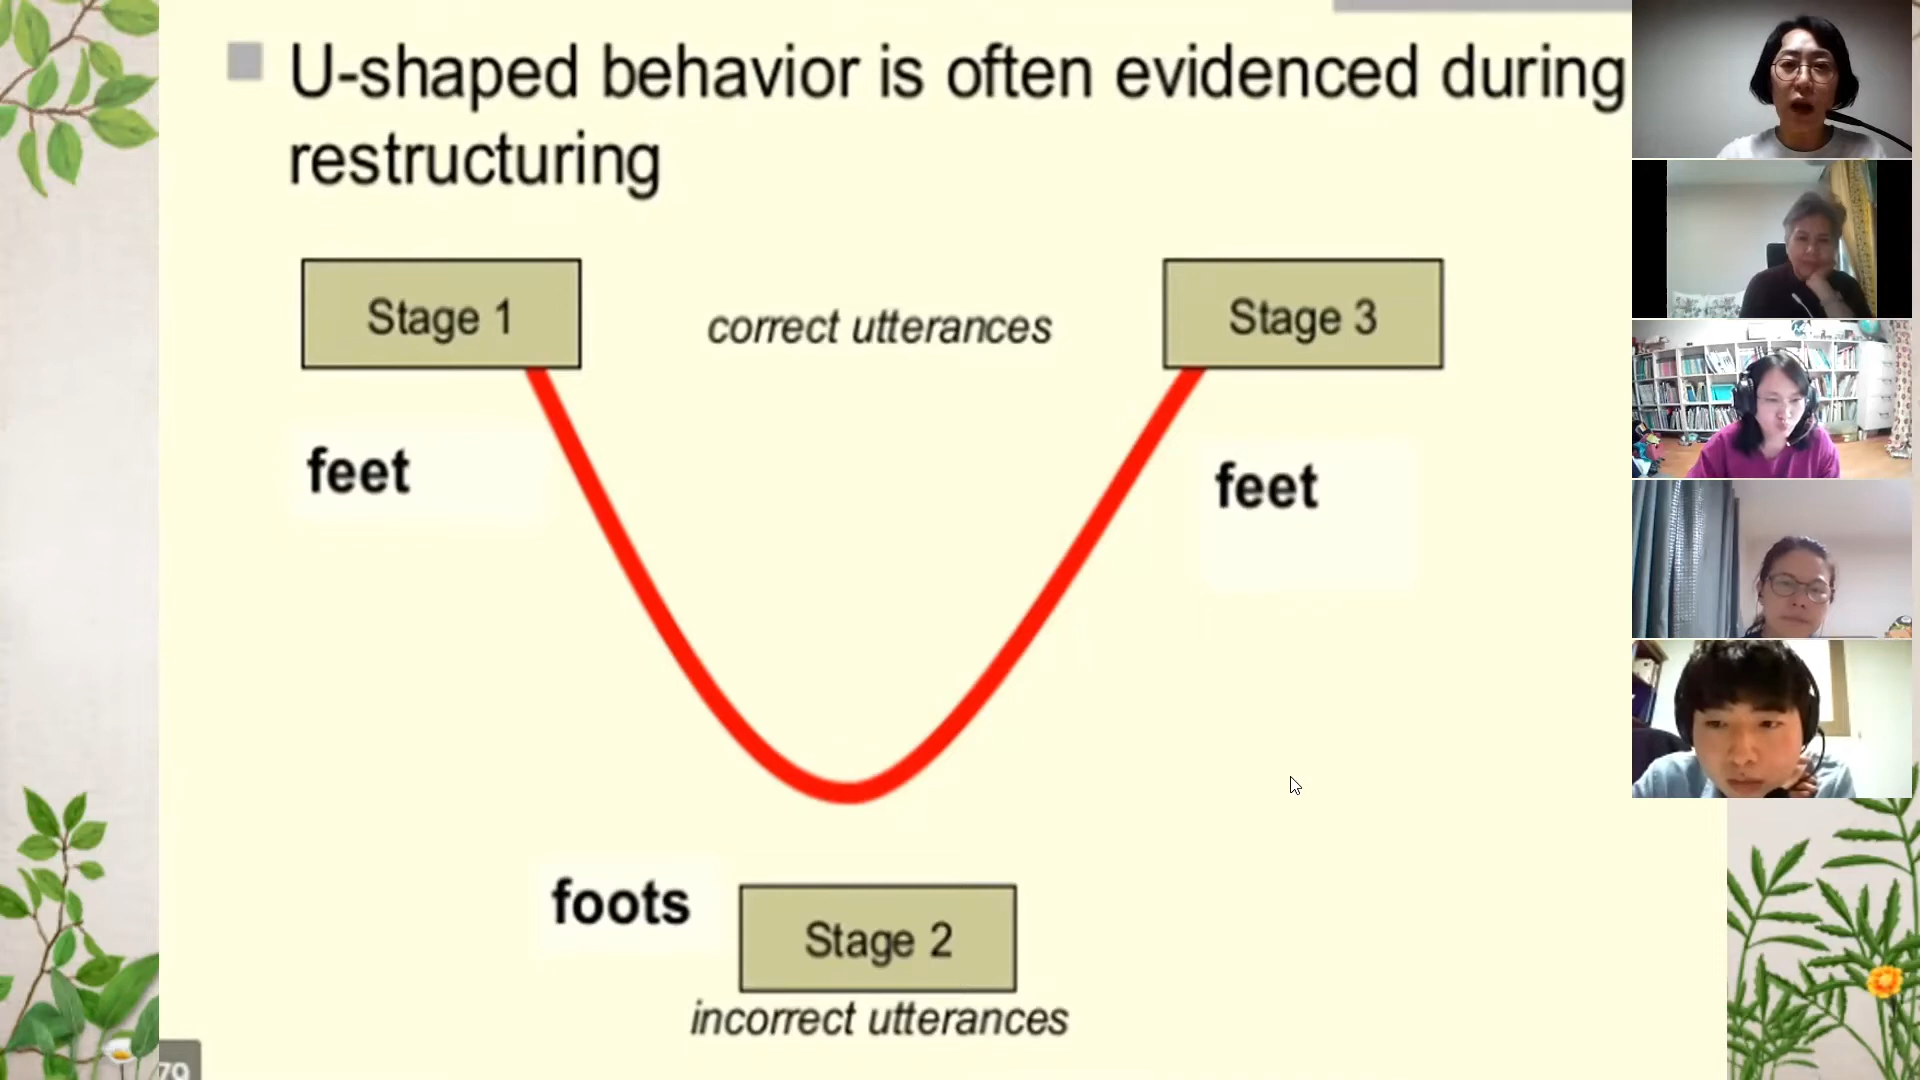 U-shaped behavior is often evidenced during
restructuring
Stage 1
correct utterances
Stage 3
feet
feet
foots
Stage 2
incorrect utterances
79